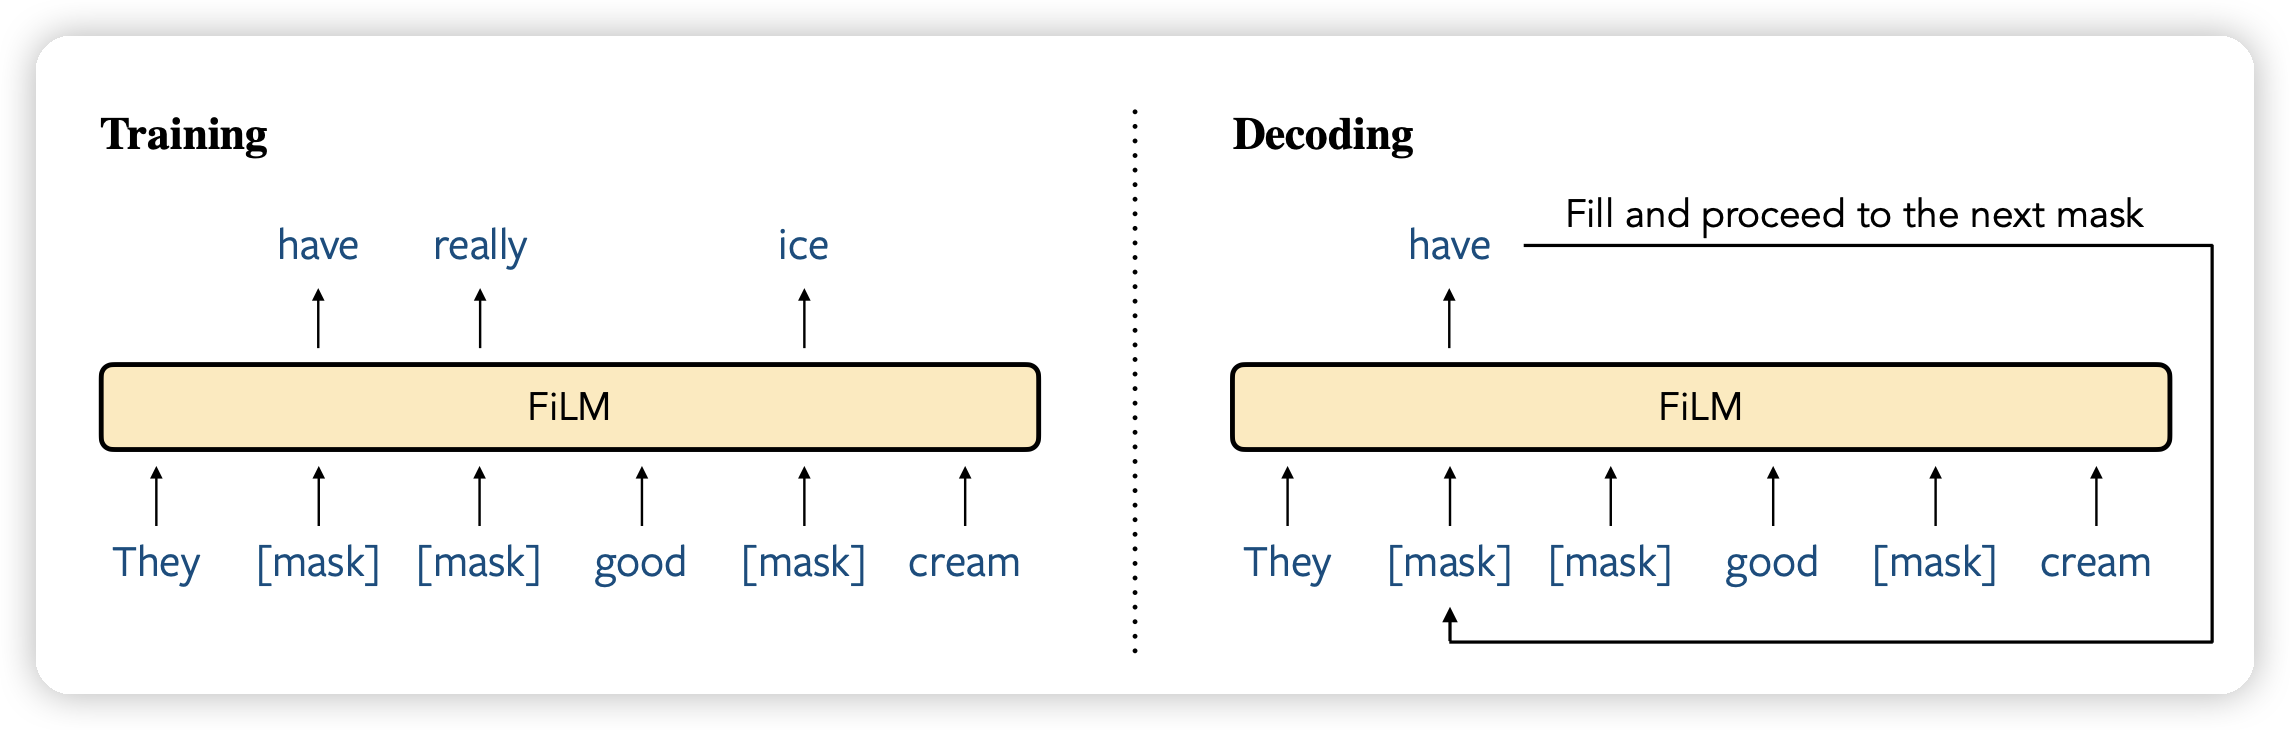 Training
have really ice
FiLM
They [mask] [mask] good [mask] cream
Decoding
Fill and proceed to the next mask
have
FiLM
They [mask] [mask] good [mask] cream